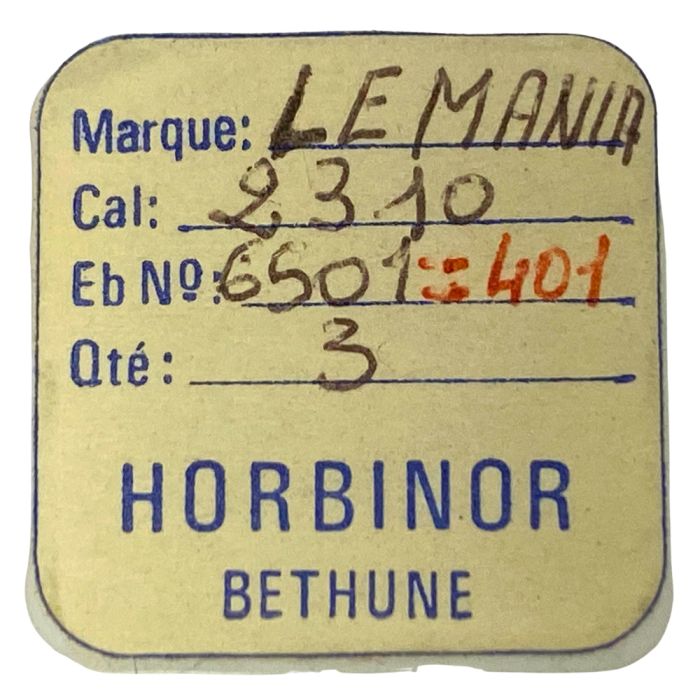 Marque: LEMANIA
Cal: 2310
Eb Nº: 6501 = 401
Qté: 3
HORBINOR
BETHUNE